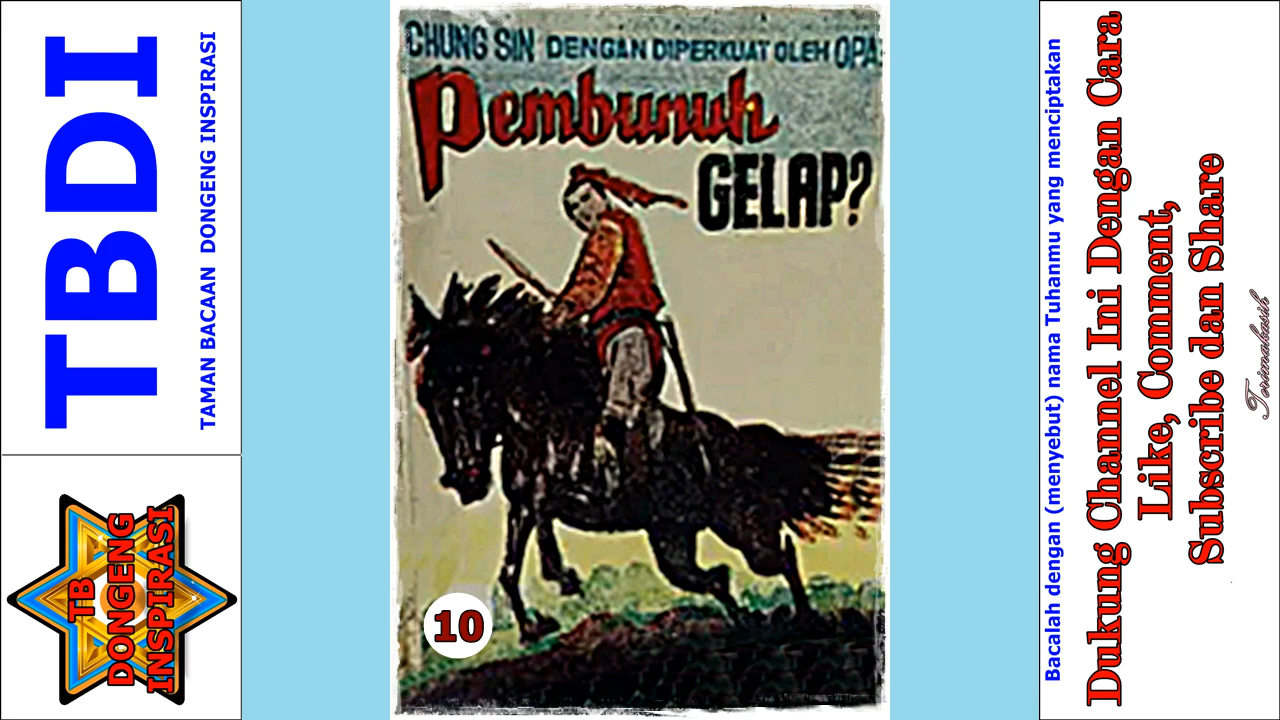 TBDI
TAMAN BACAAN DONGENG INSPIRASI
TB
DONGENG
INSPIRASI
CHUNG SIN DENGAN DIPERKUAT OLEH OPA
Pembunuh
GELAP?
10
Bacalah dengan (menyebut) nama Tuhanmu yang menciptakan
Dukung Channel Ini Dengan Cara
Like, Comment,
Subscribe dan Share
Terimakasih